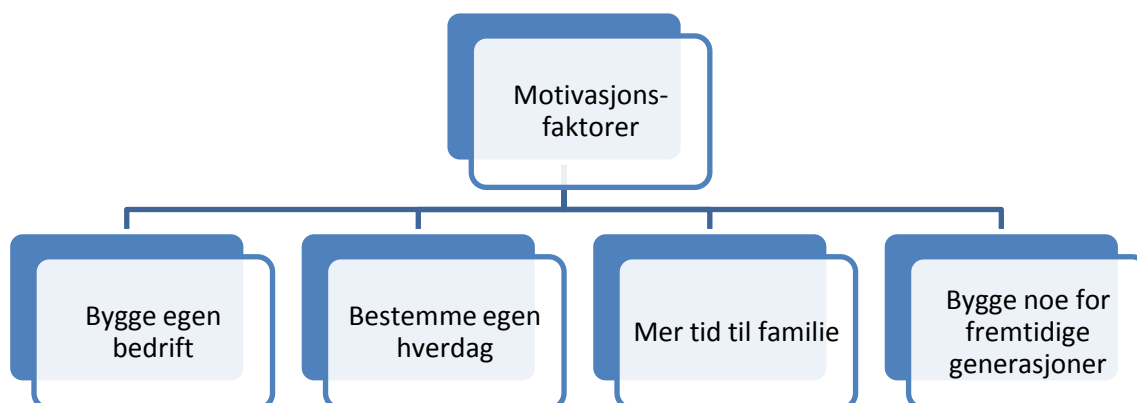 Motivasjons-
faktorer
Bygge egen
bedrift
Bestemme egen
hverdag
Mer tid til familie
Bygge noe for
fremtidige
generasjoner